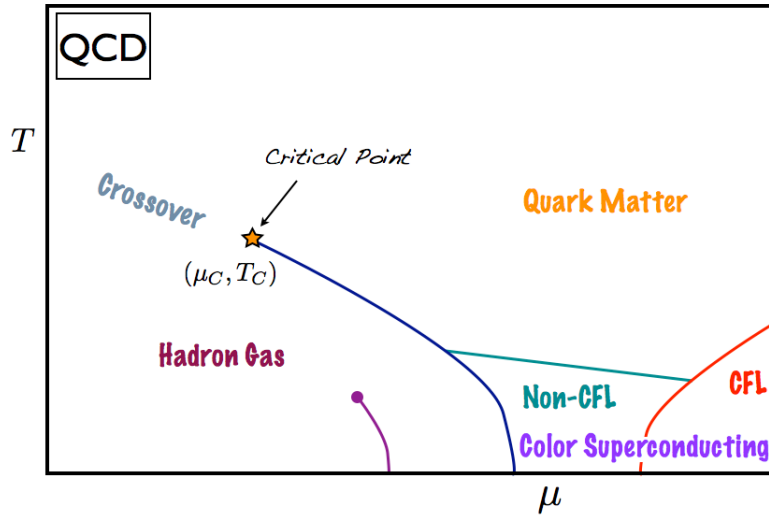 QCD
T
Critical Point
Crossover
Quark Matter
(μ_C, T_C)
Hadron Gas
CFL
Non-CFL
Color Superconducting
μ